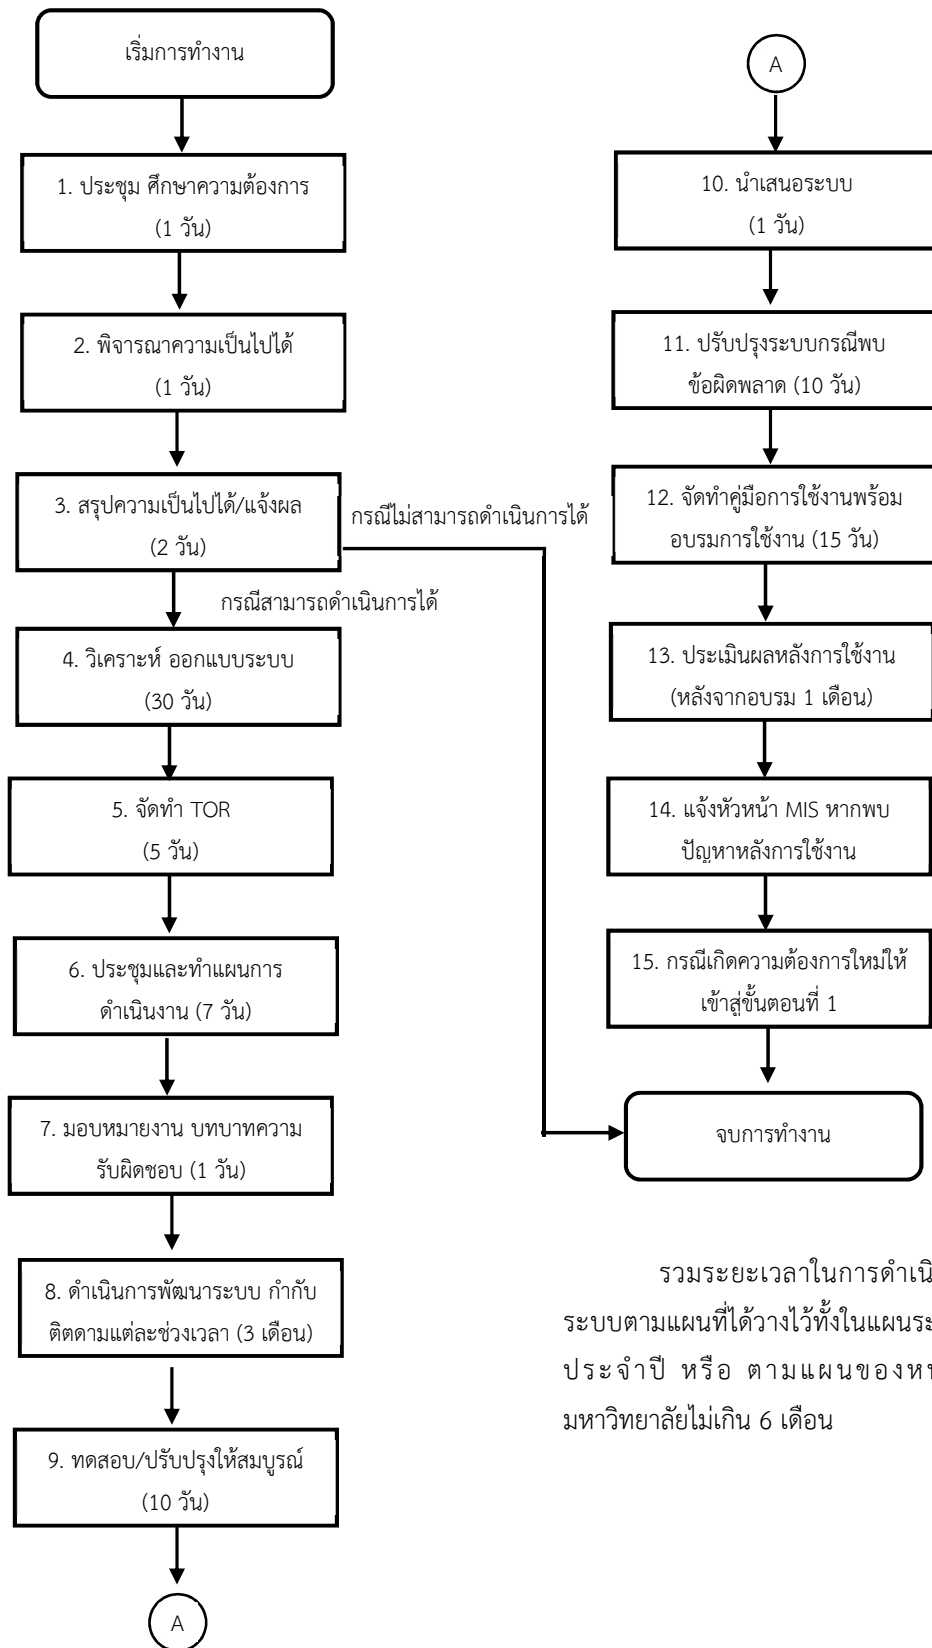 เริ่มการทำงาน
1. ประชุม ศึกษาความต้องการ
(1 วัน)
2. พิจารณาความเป็นไปได้
(1 วัน)
3. สรุปความเป็นไปได้/แจ้งผล
(2 วัน)
กรณีไม่สามารถดำเนินการได้
กรณีสามารถดำเนินการได้
4. วิเคราะห์ ออกแบบระบบ
(30 วัน)
5. จัดทำ TOR
(5 วัน)
6. ประชุมและทำแผนการ
ดำเนินงาน (7 วัน)
7. มอบหมายงาน บทบาทความ
รับผิดชอบ (1 วัน)
8. ดำเนินการพัฒนาระบบ กำกับ
ติตดามแต่ละช่วงเวลา (3 เดือน)
9. ทดสอบ/ปรับปรุงให้สมบูรณ์
(10 วัน)
A
A
10. นำเสนอระบบ
(1 วัน)
11. ปรับปรุงระบบกรณีพบ
ข้อผิดพลาด (10 วัน)
12. จัดทำคู่มือการใช้งานพร้อม
อบรมการใช้งาน (15 วัน)
13. ประเมินผลหลังการใช้งาน
(หลังจากอบรม 1 เดือน)
14. แจ้งหัวหน้า MIS หากพบ
ปัญหาหลังการใช้งาน
15. กรณีเกิดความต้องการใหม่ให้
เข้าสู่ขั้นตอนที่ 1
จบการทำงาน
รวมระยะเวลาในการดำเนิ
ระบบตามแผนที่ได้วางไว้ทั้งในแผนระ
ประจำปี หรือ ตามแผนของห
มหาวิทยาลัยไม่เกิน 6 เดือน